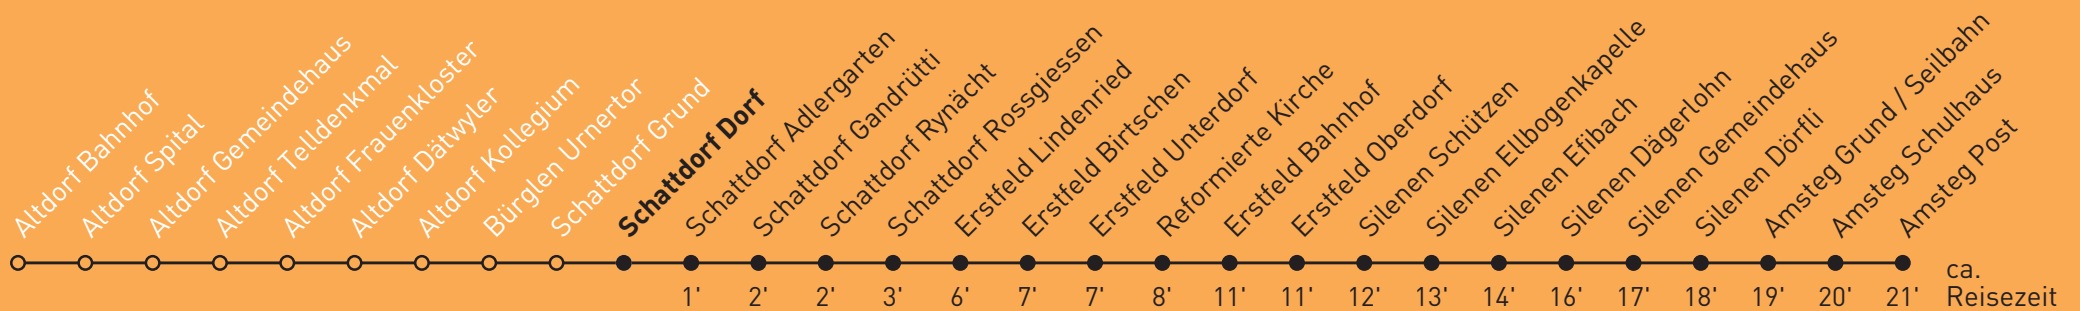 Altdorf Bahnhof
Altdorf Spital
Altdorf Gemeindehaus
Altdorf Telldenkmal
Altdorf Frauenkloster
Altdorf Dätwyler
Altdorf Kollegium
Bürglen Urnertor
Schattdorf Grund
Schattdorf Dorf
Schattdorf Adlergarten
Schattdorf Gandrütti
Schattdorf Rynächt
Schattdorf Rossgiessen
Erstfeld Lindenried
Erstfeld Birtschen
Erstfeld Unterdorf
Reformierte Kirche
Erstfeld Bahnhof
Erstfeld Oberdorf
Silenen Schützen
Silenen Ellbogenkapelle
Silenen Efibach
Silenen Dägerlohn
Silenen Gemeindehaus
Silenen Dörfli
Amsteg Grund / Seilbahn
Amsteg Schulhaus
Amsteg Post
ca.
1' 2' 2' 3' 6' 7' 7' 8' 11' 11' 12' 13' 14' 16' 17' 18' 19' 20' 21' Reisezeit